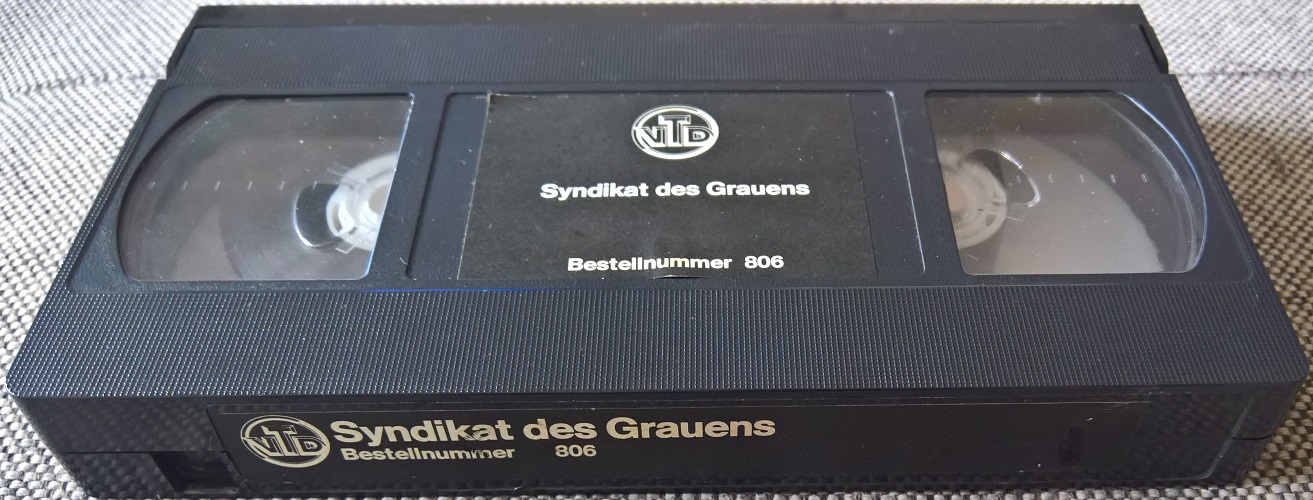 VTD
Syndikat des Grauens
Bestellnummer 806
VTD
Syndikat des Grauens
Bestellnummer 806